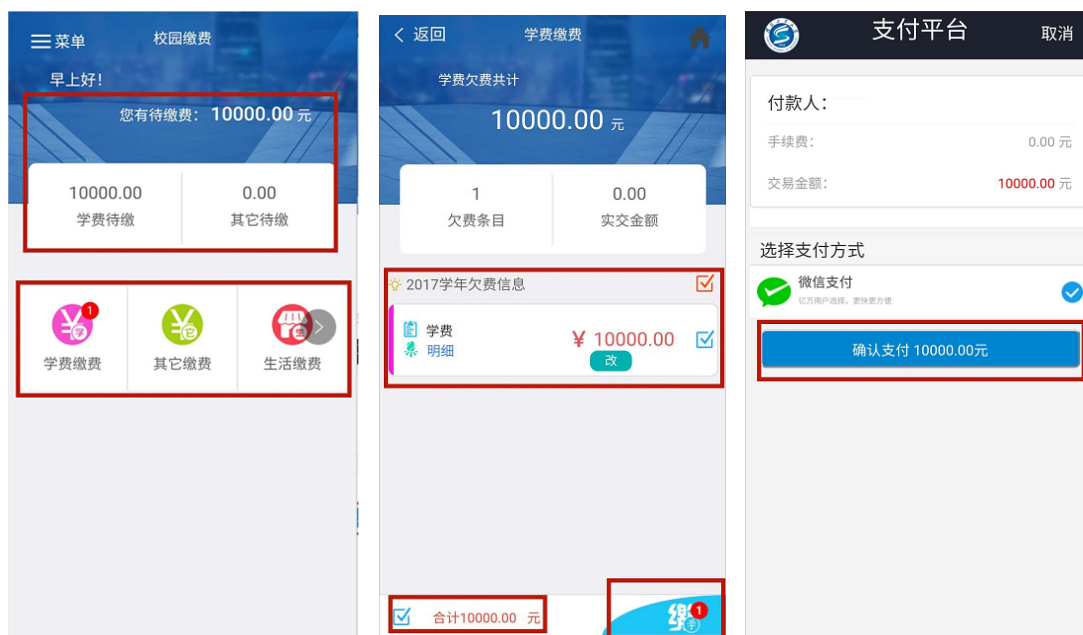 菜单
校园缴费
早上好!
您有待缴费: 10000.00 元
10000.00
学费待缴
0.00
其它待缴
1
学
学费缴费
它
其它缴费
生
生活缴费
返回
学费缴费
学费欠费共计
10000.00 元
1
欠费条目
0.00
实交金额
2017学年欠费信息
学费
明细
¥ 10000.00
改
合计10000.00 元
缴
1
学
支付平台
取消
付款人:
手续费:
0.00 元
交易金额:
10000.00 元
选择支付方式
微信支付
亿万用户选择，更快更方便
确认支付 10000.00元